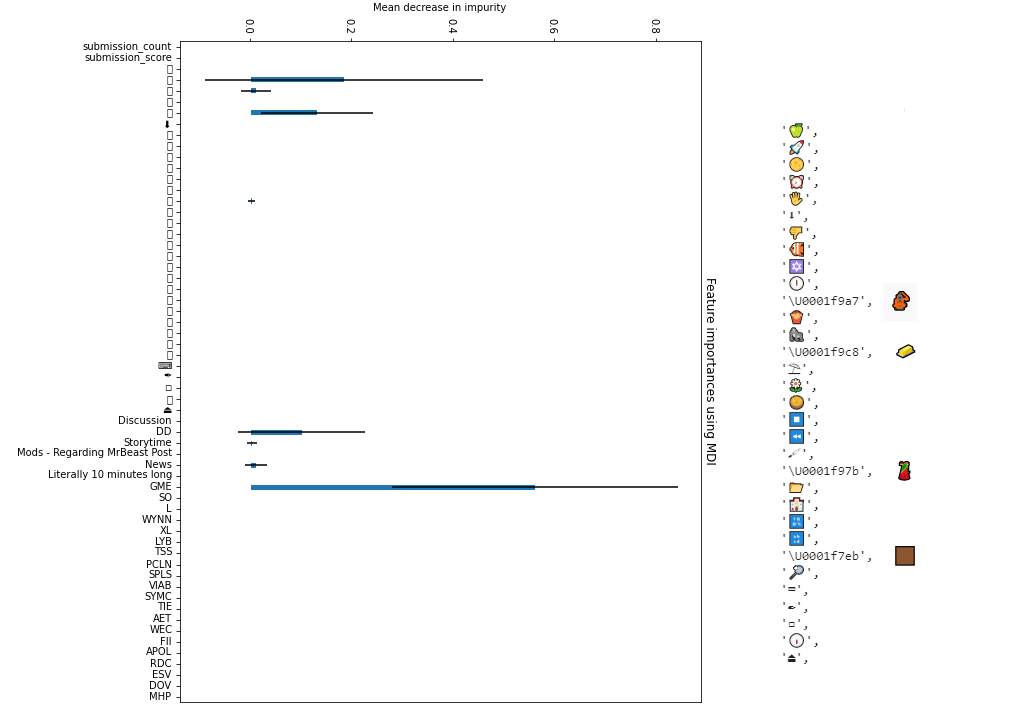 Mean decrease in impurity
0.0 0.2 0.4 0.6 0.8
submission_count
submission_score
⬇
⌨
✒
▫
⏏
Discussion
DD
Storytime
Mods - Regarding MrBeast Post
News
Literally 10 minutes long
GME
SO
L
WYNN
XL
LYB
TSS
PCLN
SPLS
VIAB
SYMC
TIE
AET
WEC
FII
APOL
RDC
ESV
DOV
MHP
Feature importances using MDI
'🍏',
'🚀',
'⏰',
'⬇',
'👎',
'\U0001f9a7',
'\U0001f9c8',
'⏹',
'⏪',
'\U0001f97b',
'🔠',
'🔡',
'\U0001f7eb',
'✒',
'▫',
'⏏',